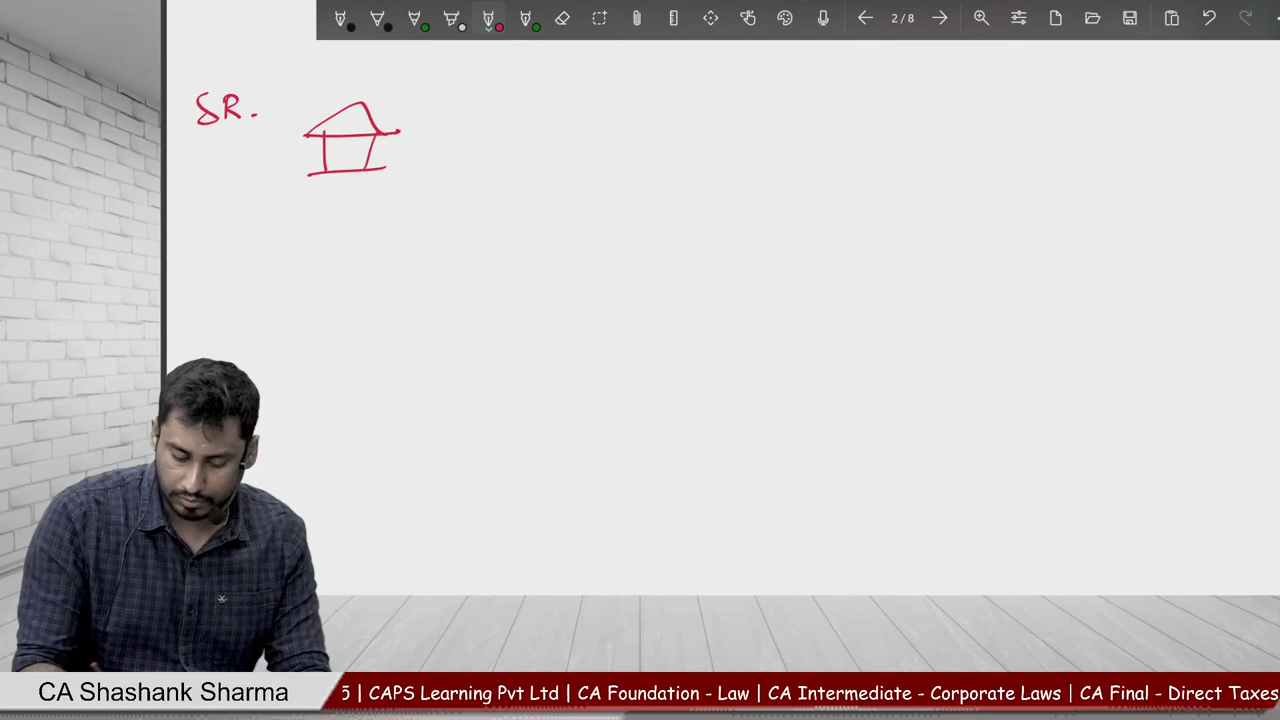 2/8
SR.
CA Shashank Sharma
5 | CAPS Learning Pvt Ltd | CA Foundation - Law | CA Intermediate - Corporate Laws | CA Final - Direct Taxes